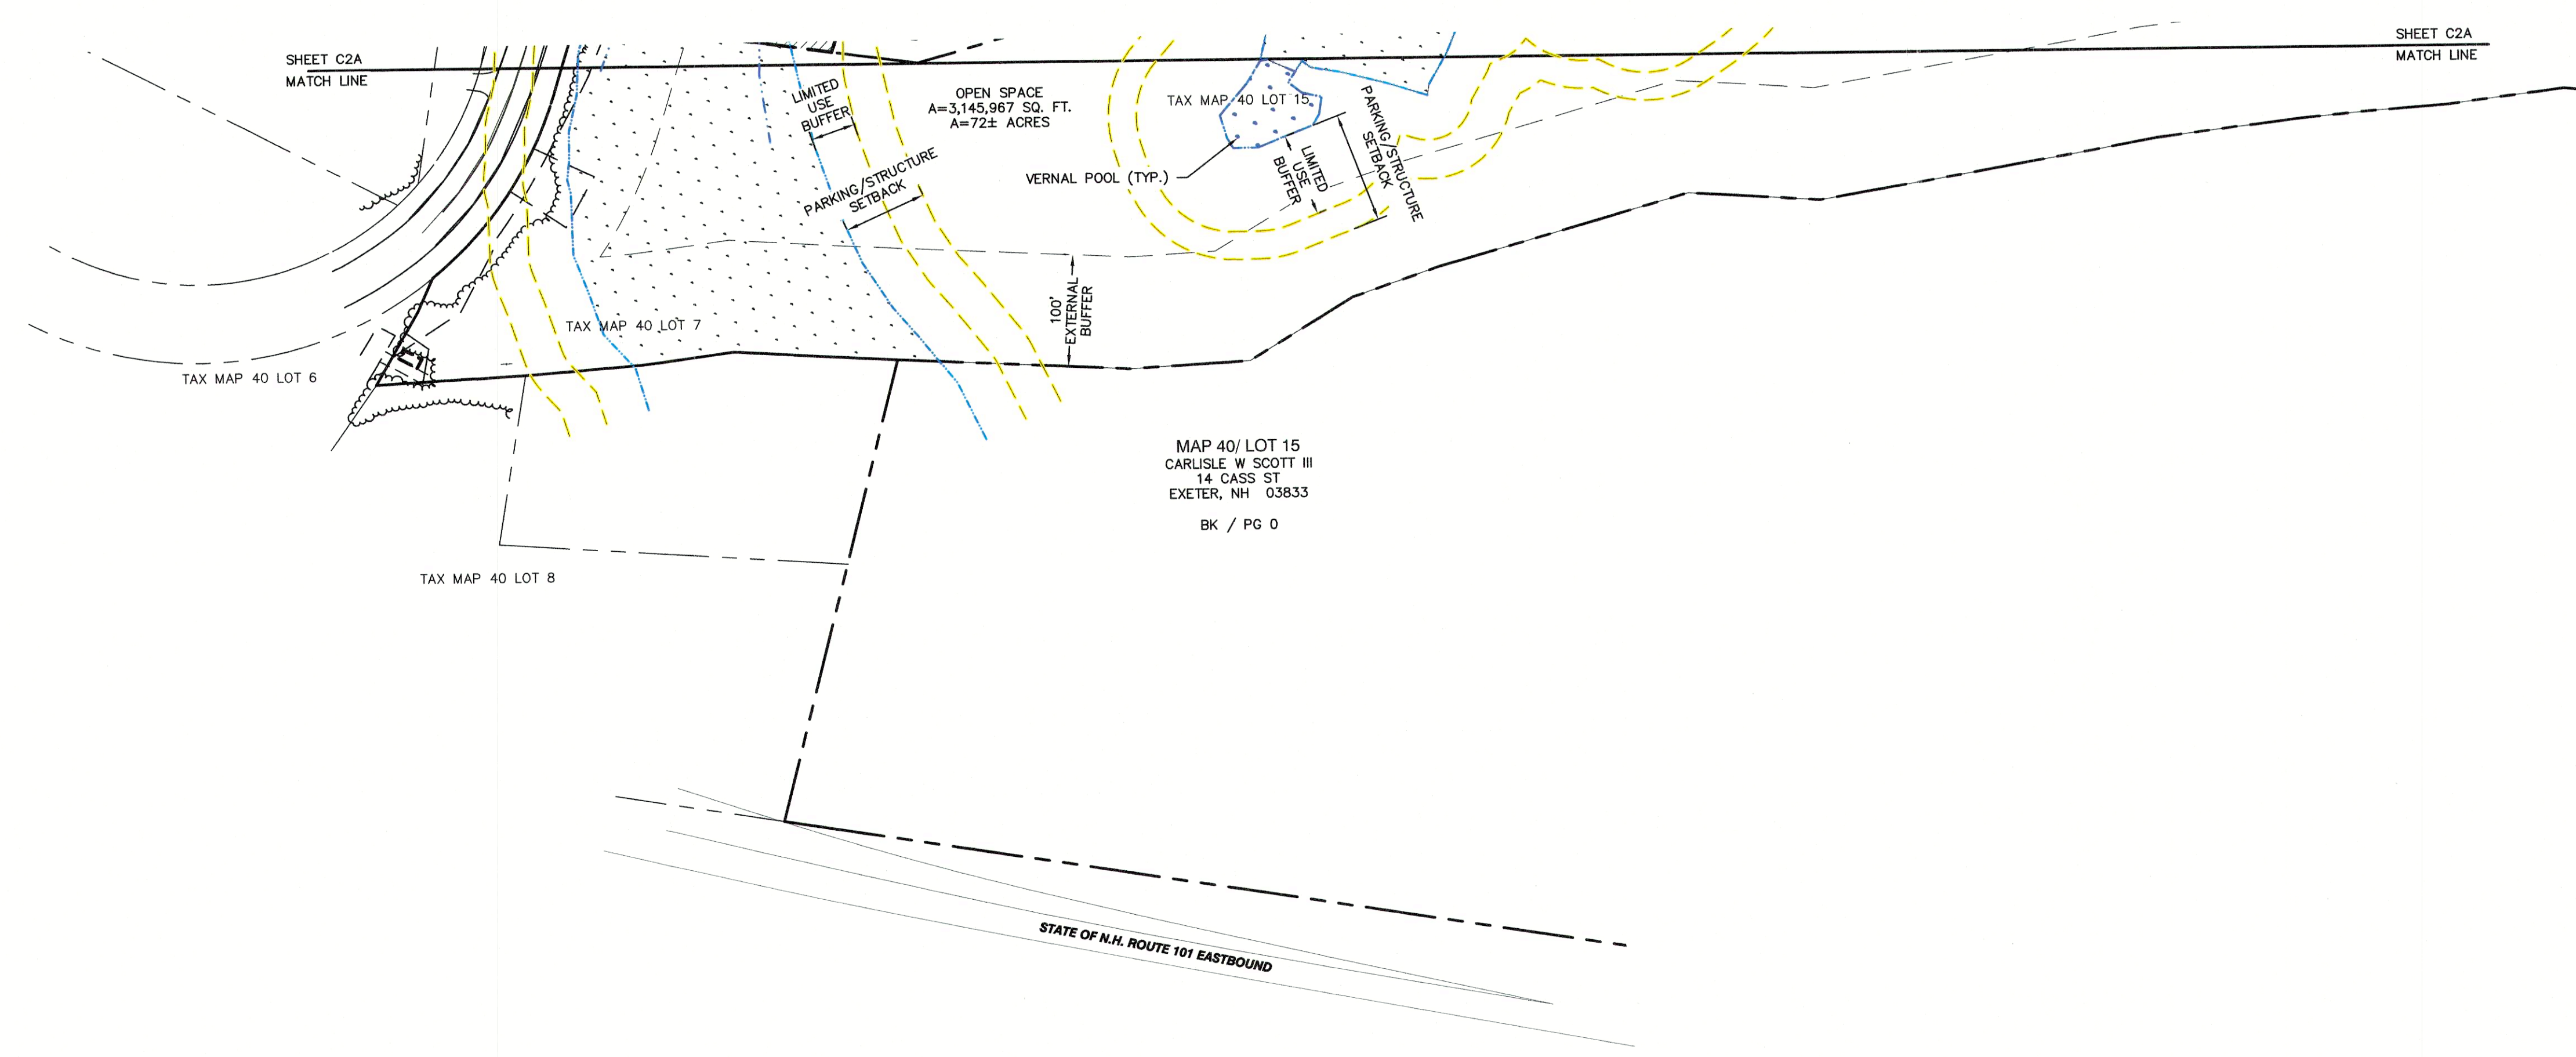 SHEET C2A
MATCH LINE
SHEET C2A
MATCH LINE
LIMITED
USE
BUFFER
OPEN SPACE
A=3,145,967 SQ. FT.
A=72± ACRES
TAX MAP 40 LOT 15
PARKING/STRUCTURE
SETBACK
VERNAL POOL (TYP.)
LIMITED
USE
BUFFER
PARKING/STRUCTURE
SETBACK
100'
EXTERNAL
BUFFER
TAX MAP 40 LOT 7
TAX MAP 40 LOT 6
MAP 40/ LOT 15
CARLISLE W SCOTT III
14 CASS ST
EXETER, NH 03833
BK / PG 0
TAX MAP 40 LOT 8
STATE OF N.H. ROUTE 101 EASTBOUND